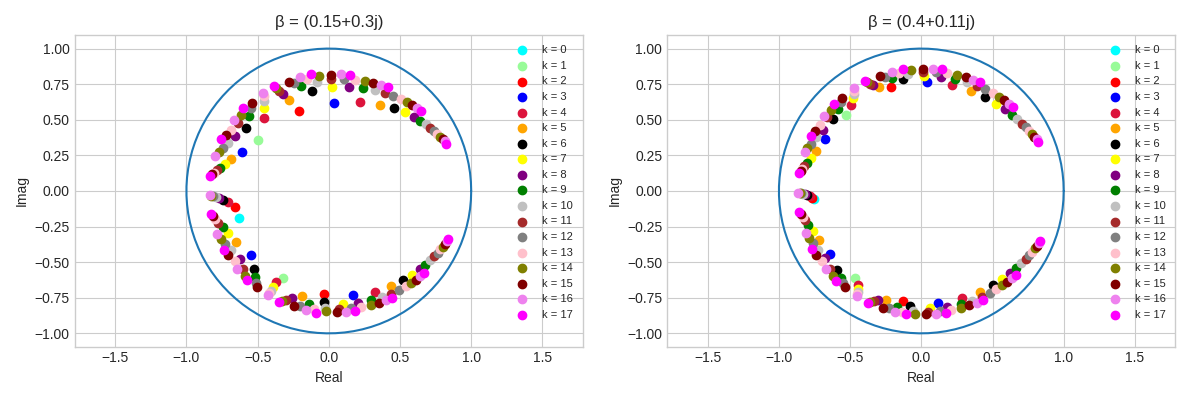 β = (0.15+0.3j)
1.00
0.75
0.50
0.25
0.00
−0.25
−0.50
−0.75
−1.00
Imag
−1.5
−1.0
−0.5
0.0
0.5
1.0
1.5
Real
k = 0
k = 1
k = 2
k = 3
k = 4
k = 5
k = 6
k = 7
k = 8
k = 9
k = 10
k = 11
k = 12
k = 13
k = 14
k = 15
k = 16
k = 17
β = (0.4+0.11j)
1.00
0.75
0.50
0.25
0.00
−0.25
−0.50
−0.75
−1.00
Imag
−1.5
−1.0
−0.5
0.0
0.5
1.0
1.5
Real
k = 0
k = 1
k = 2
k = 3
k = 4
k = 5
k = 6
k = 7
k = 8
k = 9
k = 10
k = 11
k = 12
k = 13
k = 14
k = 15
k = 16
k = 17